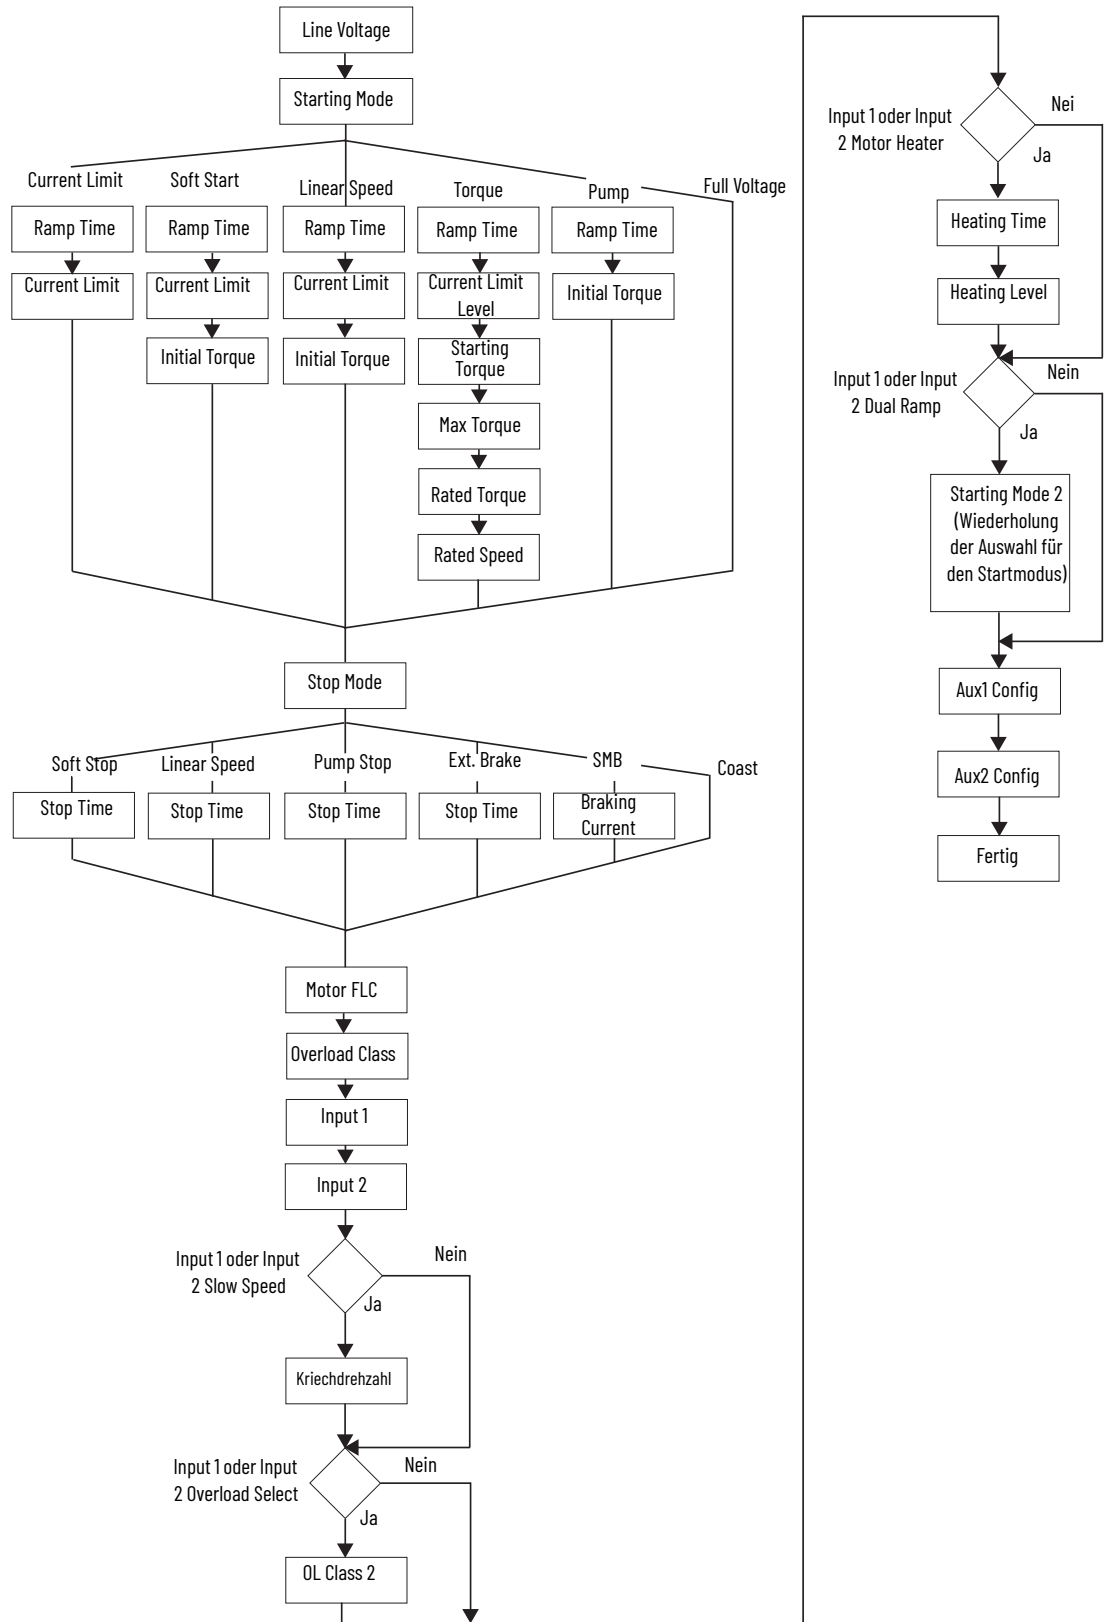 Line Voltage
Starting Mode
Current Limit
Soft Start
Linear Speed
Torque
Pump
Full Voltage
Ramp Time
Ramp Time
Ramp Time
Ramp Time
Ramp Time
Current Limit
Current Limit
Current Limit
Current Limit
Level
Initial Torque
Initial Torque
Initial Torque
Starting
Torque
Max Torque
Rated Torque
Rated Speed
Stop Mode
Soft Stop
Linear Speed
Pump Stop
Ext. Brake
SMB
Coast
Stop Time
Stop Time
Stop Time
Stop Time
Braking
Current
Motor FLC
Overload Class
Input 1
Input 2
Input 1 oder Input
2 Slow Speed
Nein
Ja
Kriechdrehzahl
Input 1 oder Input
2 Overload Select
Nein
Ja
OL Class 2
Input 1 oder Input
2 Motor Heater
Nei
Ja
Heating Time
Heating Level
Input 1 oder Input
2 Dual Ramp
Nein
Ja
Starting Mode 2
(Wiederholung
der Auswahl für
den Startmodus)
Aux1 Config
Aux2 Config
Fertig